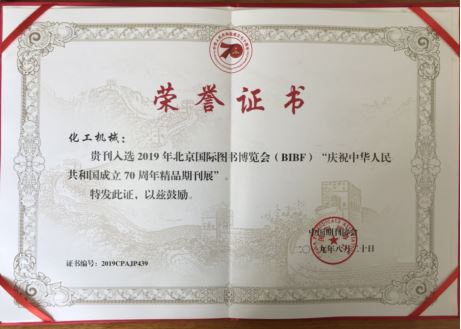 荣誉证书
化工机械：
贵刊入选 2019 年北京国际图书博览会（BIBF）“庆祝中华人民
共和国成立 70 周年精品期刊展”。
特发此证，以兹鼓励。
中国期刊协会
二〇一九年八月二十日
证书编号：2019CPAJP439